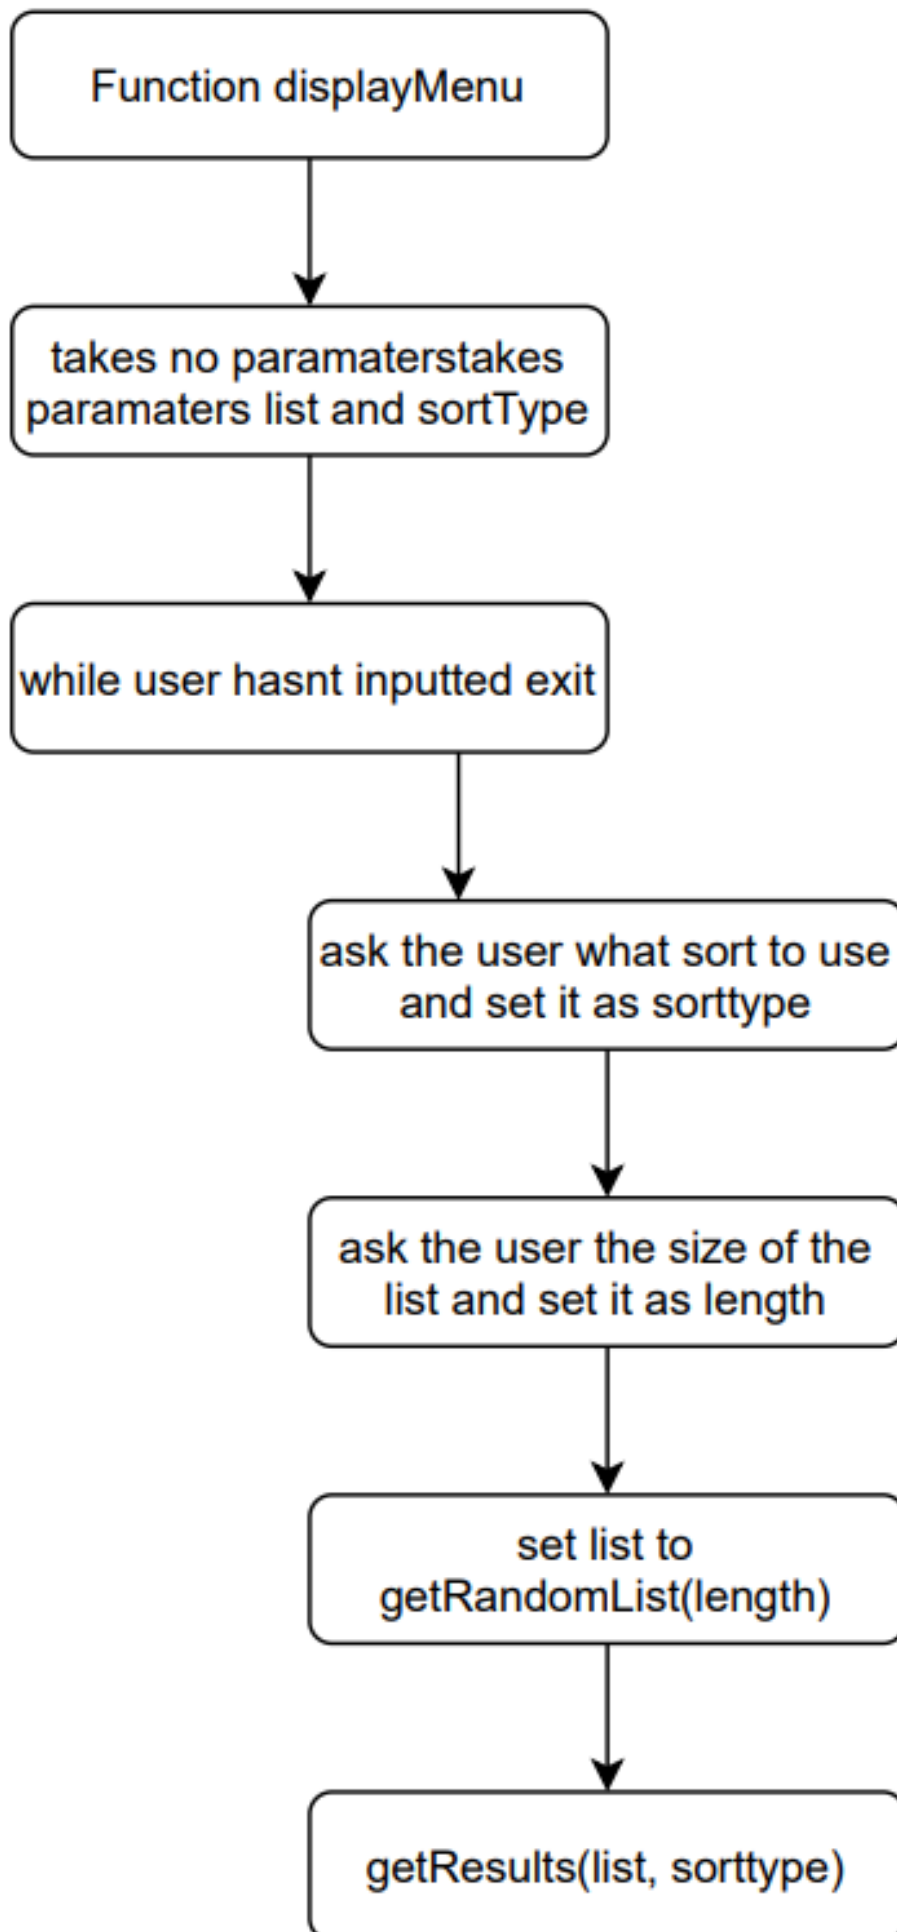 Function displayMenu
takes no paramaterstakes
paramaters list and sortType
while user hasnt inputted exit
ask the user what sort to use
and set it as sorttype
ask the user the size of the
list and set it as length
set list to
getRandomList(length)
getResults(list, sorttype)